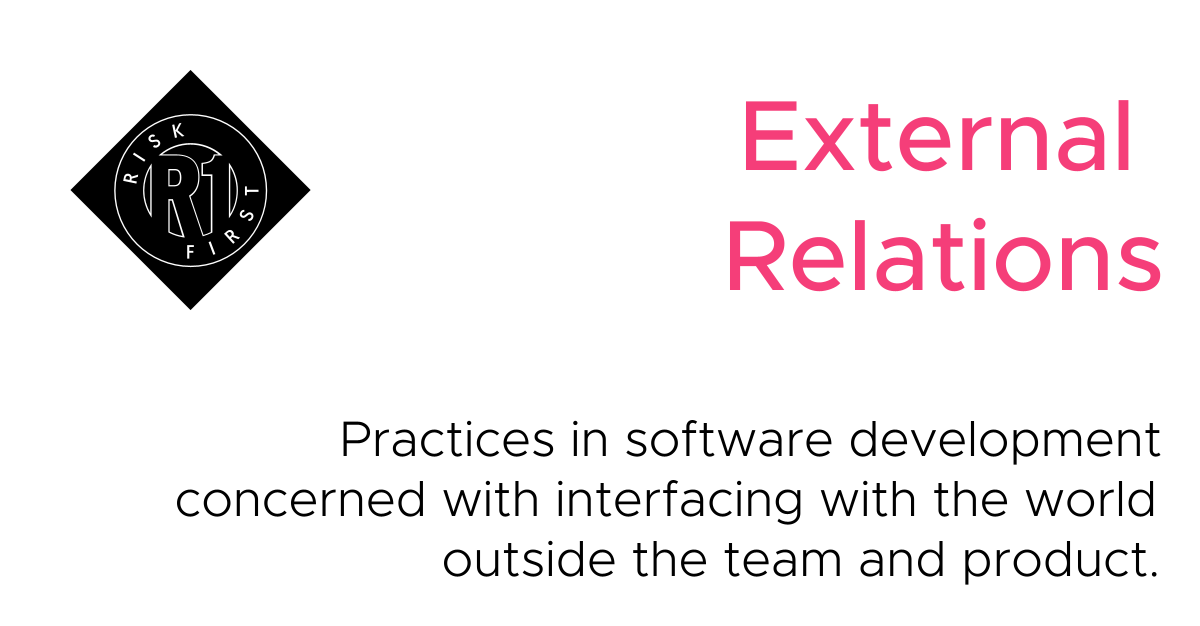 RISK
R1
FIRST
External
Relations
Practices in software development
concerned with interfacing with the world
outside the team and product.